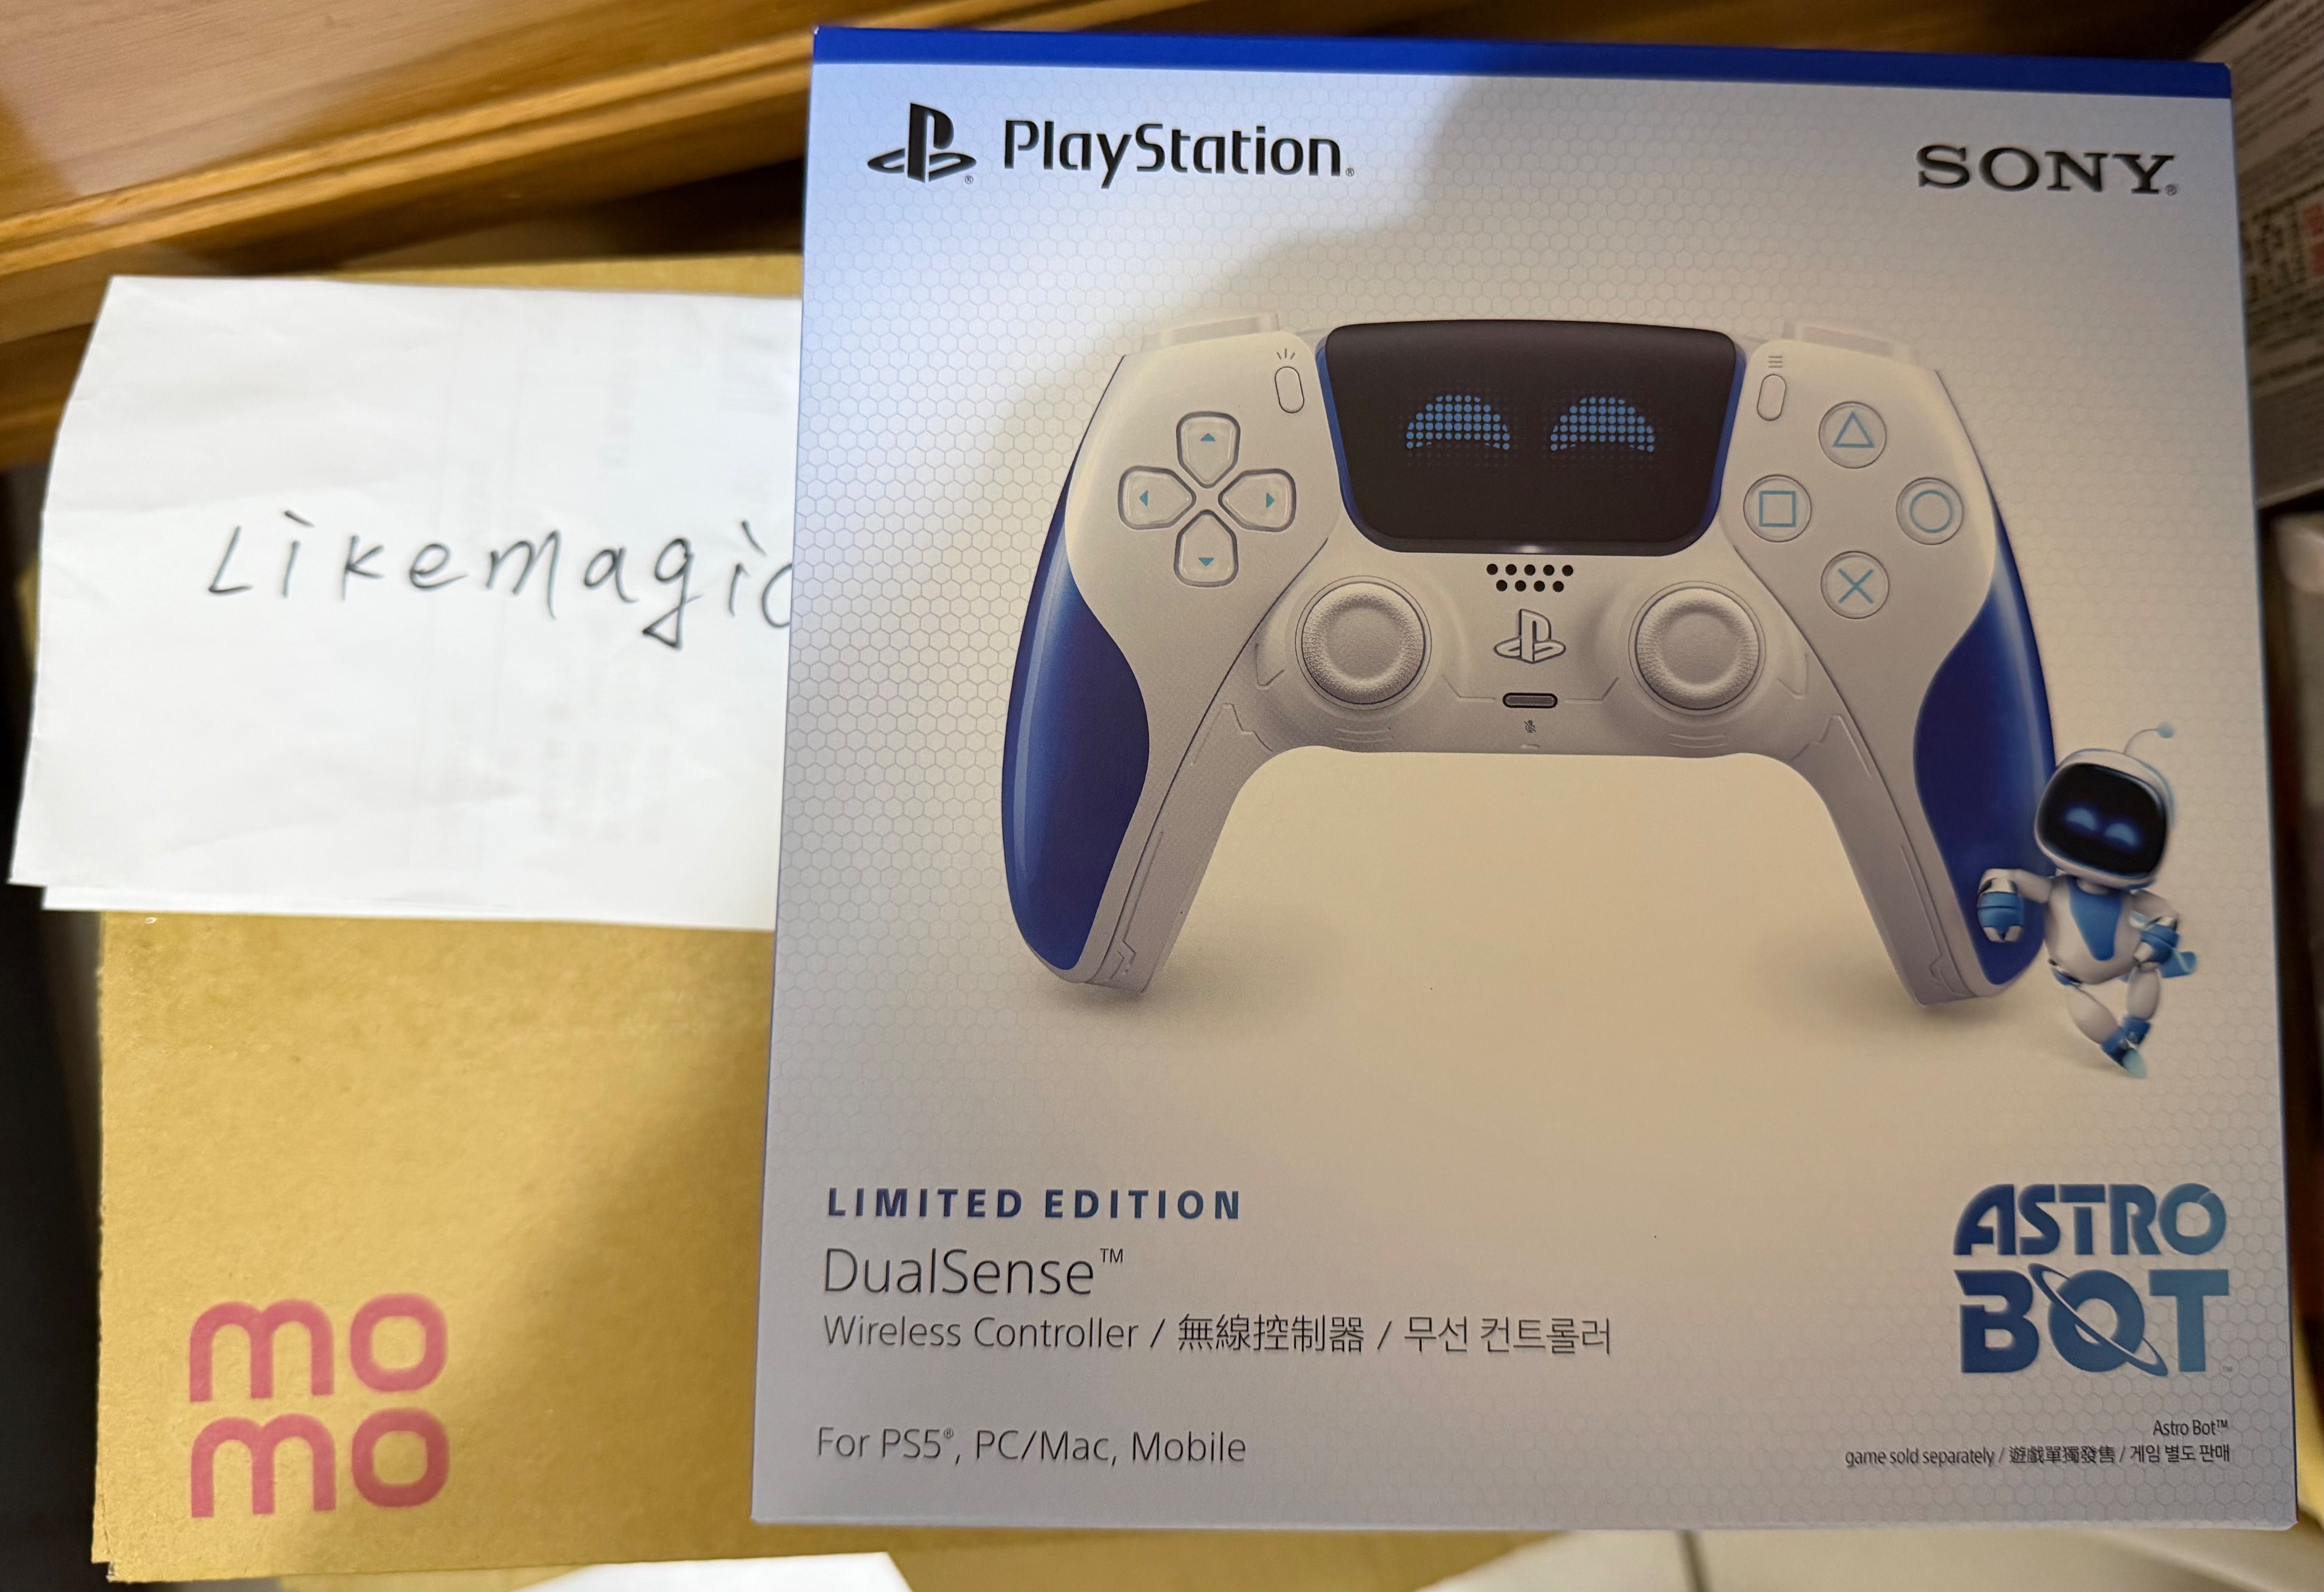 PlayStation®
SONY®
Likemagic
LIMITED EDITION
DualSense™
Wireless Controller / 無線控制器 / 무선 컨트롤러
For PS5®, PC/Mac, Mobile
ASTRO
BOT™
Astro Bot™
game sold separately / 遊戲單獨發售 / 게임 별도 판매
mo
mo